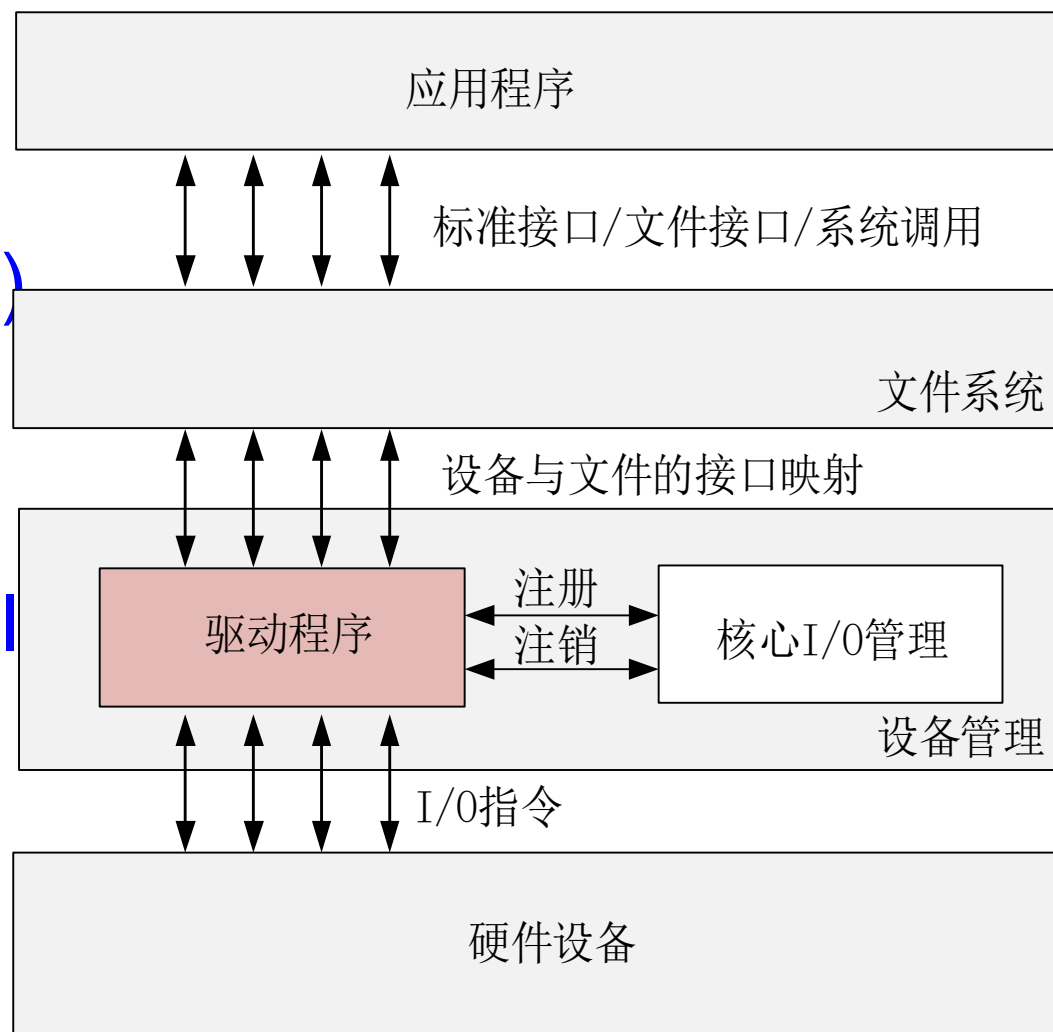 应用程序
标准接口/文件接口/系统调用
)
文件系统
设备与文件的接口映射
驱动程序
注册
注销
核心I/O管理
设备管理
I/O指令
硬件设备